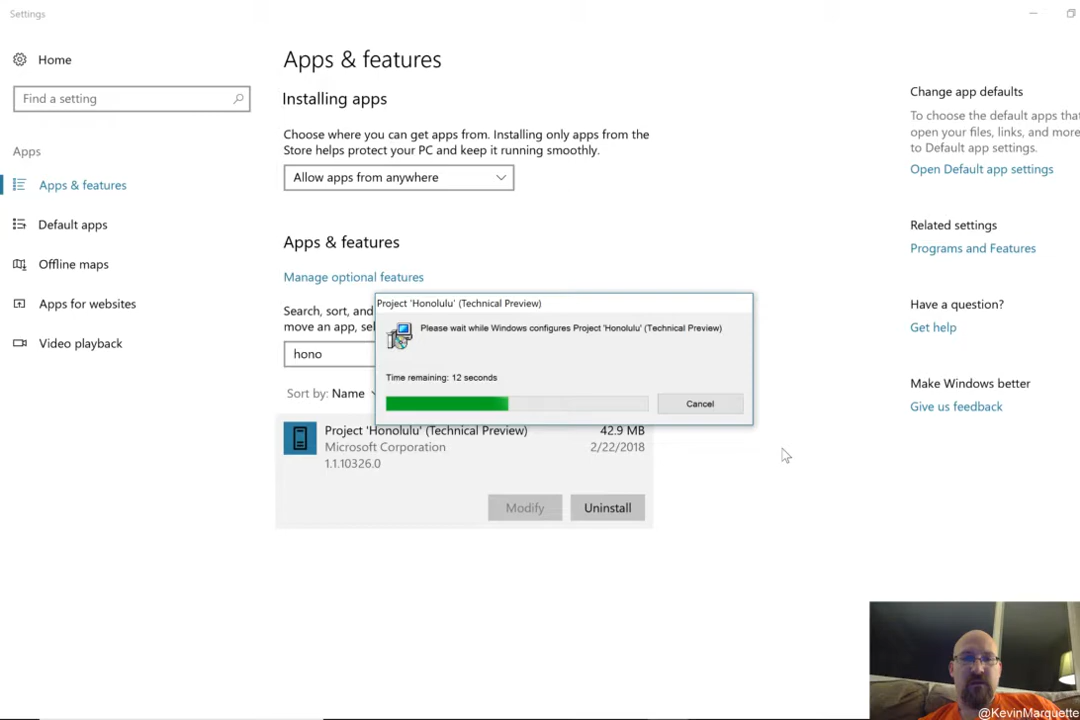 Settings
Home
Find a setting
Apps
Apps & features
Default apps
Offline maps
Apps for websites
Video playback
Apps & features
Installing apps
Choose where you can get apps from. Installing only apps from the
Store helps protect your PC and keep it running smoothly.
Allow apps from anywhere
Apps & features
Manage optional features
Search, sort, and
move an app, sel
hono
Sort by: Name
Project 'Honolulu' (Technical Preview)
Please wait while Windows configures Project 'Honolulu' (Technical Preview)
Time remaining: 12 seconds
Cancel
Project 'Honolulu' (Technical Preview) 42.9 MB
Microsoft Corporation 2/22/2018
1.1.10326.0
Modify Uninstall
Change app defaults
To choose the default apps that
open your files, links, and more
to Default app settings.
Open Default app settings
Related settings
Programs and Features
Have a question?
Get help
Make Windows better
Give us feedback
@KevinMarquette